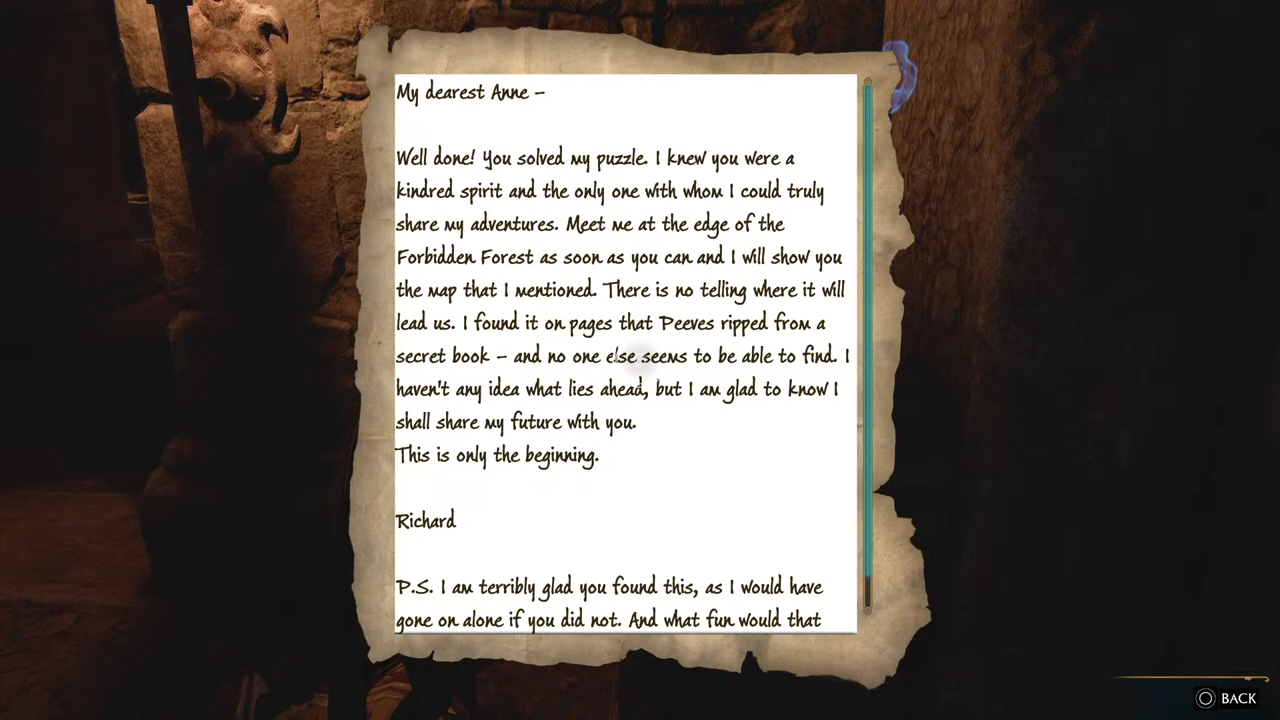 My dearest Anne –
Well done! You solved my puzzle. I knew you were a
kindred spirit and the only one with whom I could truly
share my adventures. Meet me at the edge of the
Forbidden Forest as soon as you can and I will show you
the map that I mentioned. There is no telling where it will
lead us. I found it on pages that Peeves ripped from a
secret book – and no one else seems to be able to find. I
haven't any idea what lies ahead, but I am glad to know I
shall share my future with you.
This is only the beginning.
Richard
P.S. I am terribly glad you found this, as I would have
gone on alone if you did not. And what fun would that
BACK